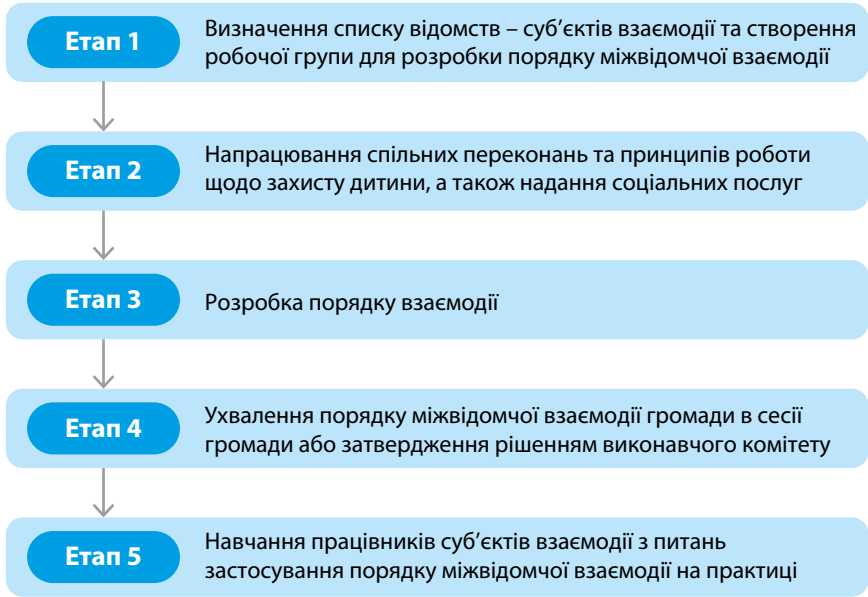 Етап 1
Визначення списку відомств – суб’єктів взаємодії та створення
робочої групи для розробки порядку міжвідомчої взаємодії
Етап 2
Напрацювання спільних переконань та принципів роботи
щодо захисту дитини, а також надання соціальних послуг
Етап 3
Розробка порядку взаємодії
Етап 4
Ухвалення порядку міжвідомчої взаємодії громади в сесії
громади або затвердження рішенням виконавчого комітету
Етап 5
Навчання працівників суб’єктів взаємодії з питань
застосування порядку міжвідомчої взаємодії на практиці